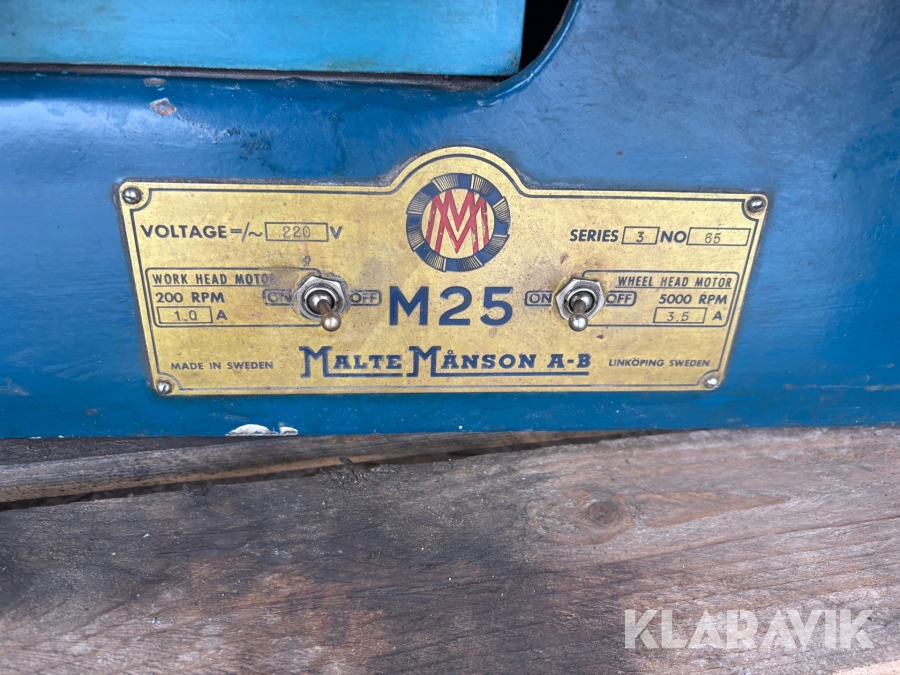 VOLTAGE =/~ 220 V
SERIES 3 NO 65
WORK HEAD MOTOR
200 RPM
1.0 A
ON OFF
M25
ON OFF
WHEEL HEAD MOTOR
5000 RPM
3.5 A
MADE IN SWEDEN
MALTE MÅNSON A-B
LINKÖPING SWEDEN
KLARAVIK